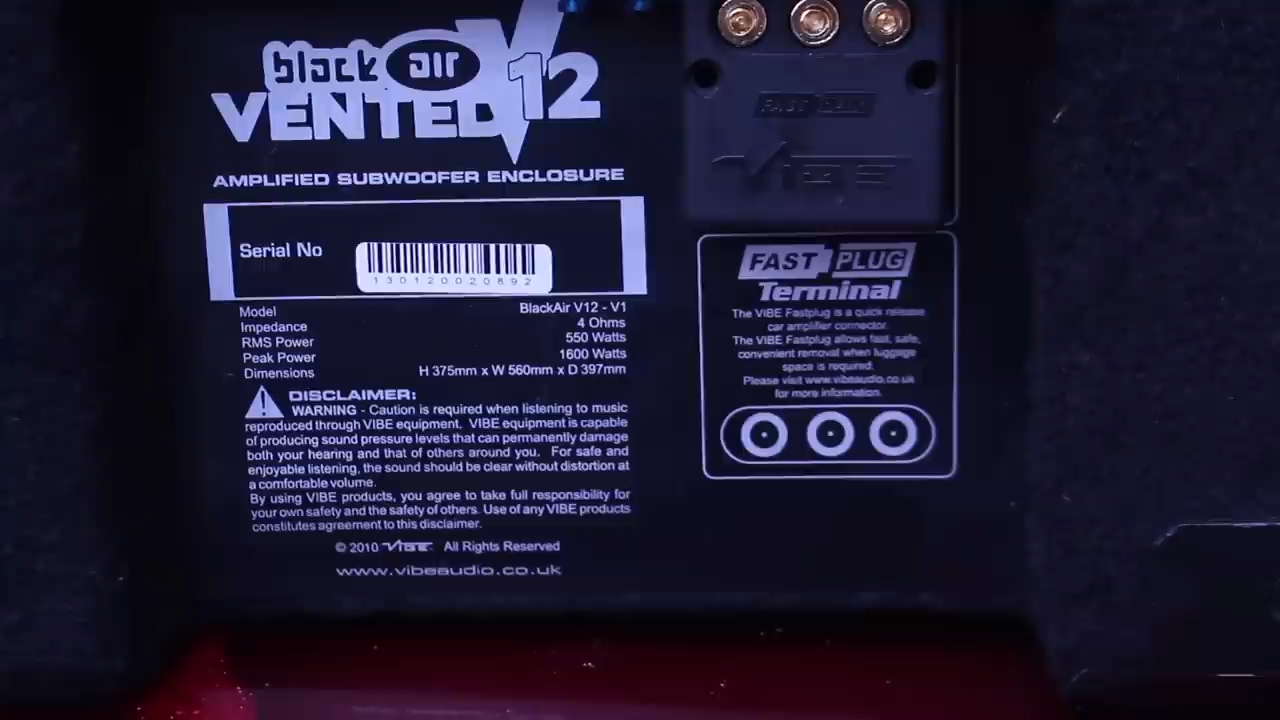 black air
VENTED V12
AMPLIFIED SUBWOOFER ENCLOSURE
Serial No
130120020892
Model BlackAir V12 - V1
Impedance 4 Ohms
RMS Power 550 Watts
Peak Power 1600 Watts
Dimensions H 375mm x W 560mm x D 397mm
DISCLAIMER:
WARNING - Caution is required when listening to music
reproduced through VIBE equipment. VIBE equipment is capable
of producing sound pressure levels that can permanently damage
both your hearing and that of others around you. For safe and
enjoyable listening, the sound should be clear without distortion at
a comfortable volume.
By using VIBE products, you agree to take full responsibility for
your own safety and the safety of others. Use of any VIBE products
constitutes agreement to this disclaimer.
© 2010 VIBE All Rights Reserved
www.vibeaudio.co.uk
FAST PLUG
VIBE
FAST PLUG
Terminal
The VIBE Fastplug is a quick release
car amplifier connector.
The VIBE Fastplug allows fast, safe,
convenient removal when luggage
space is required.
Please visit www.vibeaudio.co.uk
for more information.